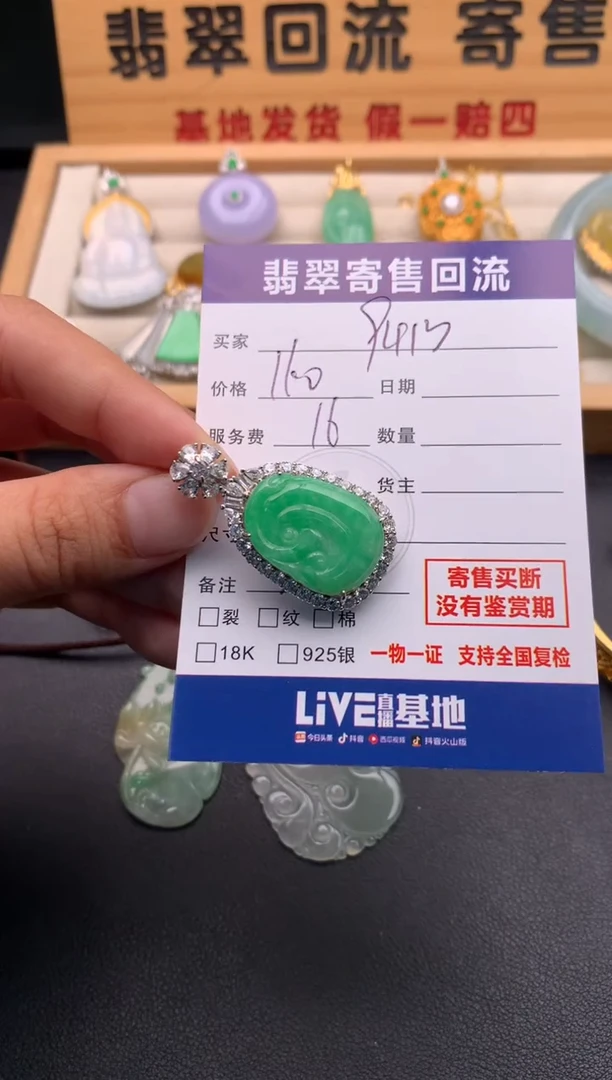 翡翠回流 寄售
基地发货 假一赔四
翡翠寄售回流
买家
价格 1160 日期
服务费 116 数量
货主
尺寸
备注
寄售买断
没有鉴赏期
□裂 □纹 □棉
□18K □925银 一物一证 支持全国复检
LiVE直播基地
今日头条 抖音 西瓜视频 抖音火山版